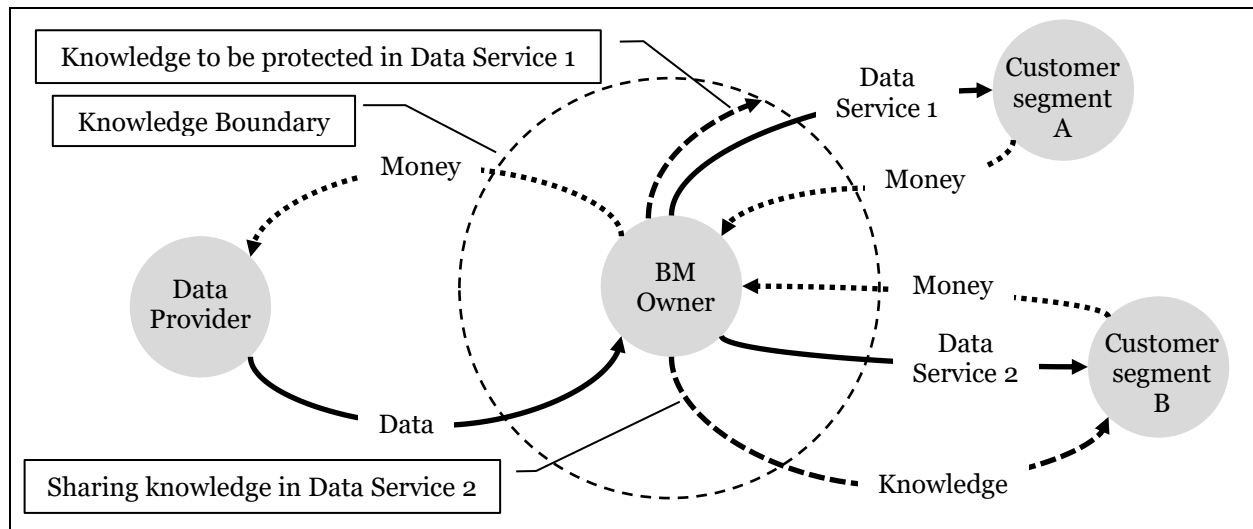 Knowledge to be protected in Data Service 1
Knowledge Boundary
Data
Service 1
Customer
segment
A
Money
Money
Data
Provider
BM
Owner
Money
Data
Service 2
Customer
segment
B
Data
Sharing knowledge in Data Service 2
Knowledge